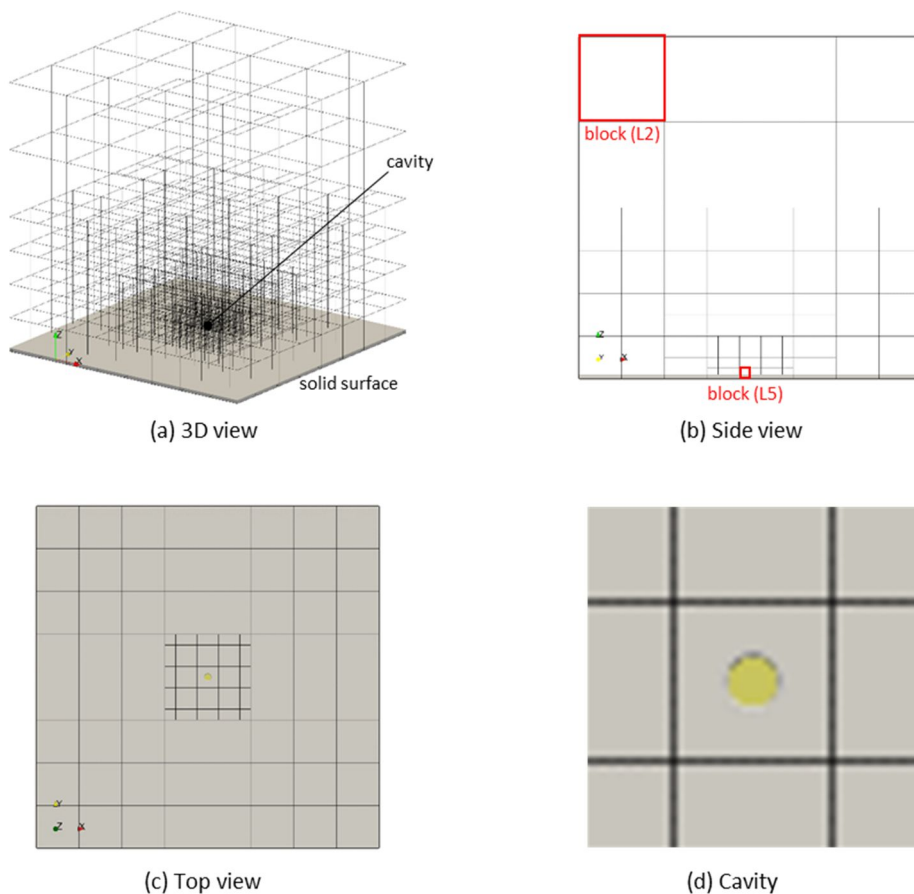 cavity
Z
Y
X
solid surface
(a) 3D view
block (L2)
Z
Y
X
block (L5)
(b) Side view
Y
Z
X
(c) Top view
(d) Cavity